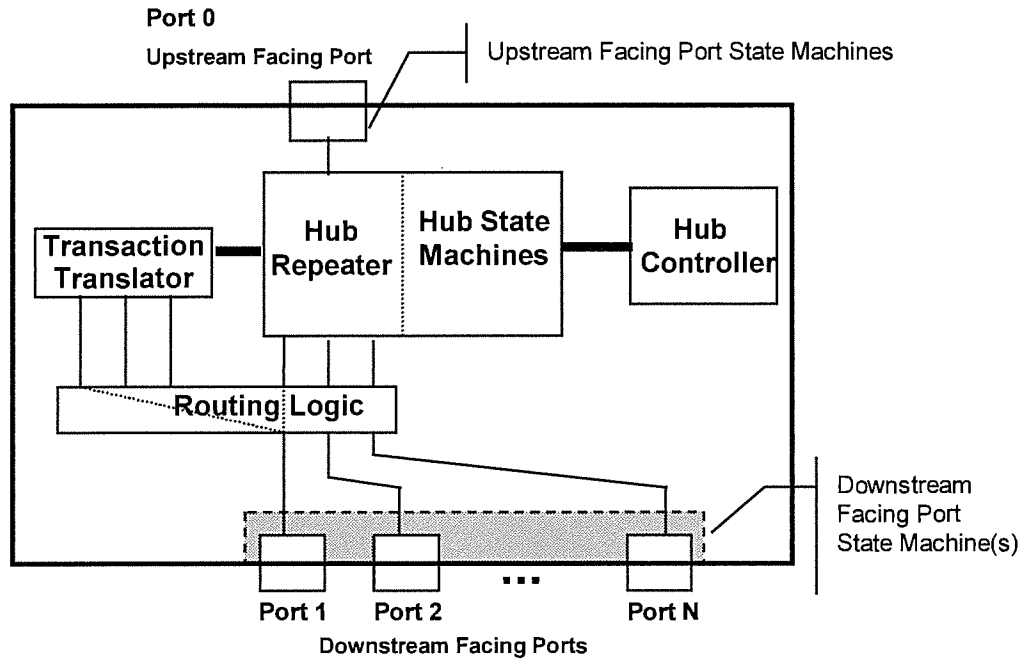 Port 0
Upstream Facing Port
Upstream Facing Port State Machines
Transaction
Translator
Hub
Repeater
Hub State
Machines
Hub
Controller
Routing Logic
Downstream
Facing Port
State Machine(s)
...
Port 1
Port 2
Port N
Downstream Facing Ports